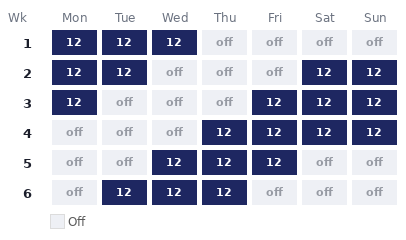 Wk Mon Tue Wed Thu Fri Sat Sun
1 12 12 12 off off off off
2 12 12 off off off 12 12
3 12 off off off 12 12 12
4 off off off 12 12 12 12
5 off off 12 12 12 off off
6 off 12 12 12 off off off
Off